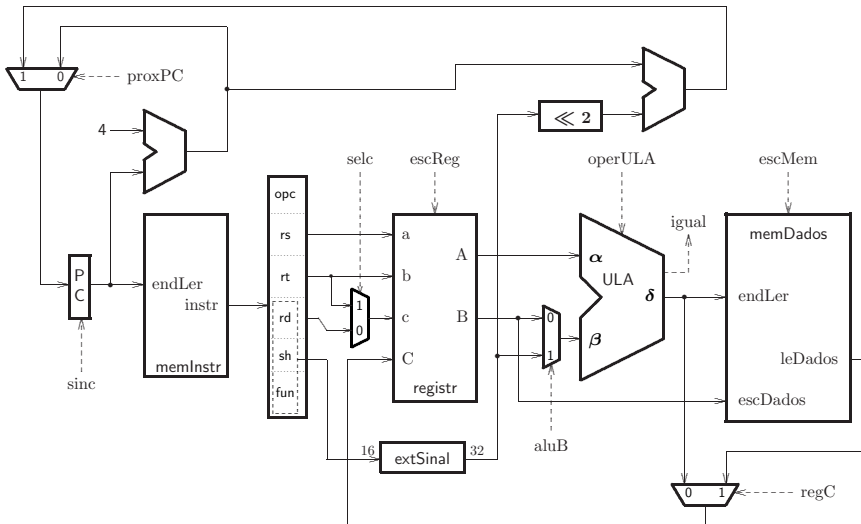 1 0
proxPC
4
≪ 2
selc
escReg
operULA
escMem
opc
igual
rs
a
memDados
rt
b
A
α
ULA
P
C
endLer
instr
1
0
rd
c
B
0
δ
endLer
sh
C
1
β
leDados
memInstr
fun
registr
escDados
sinc
16
extSinal
32
aluB
0 1
regC